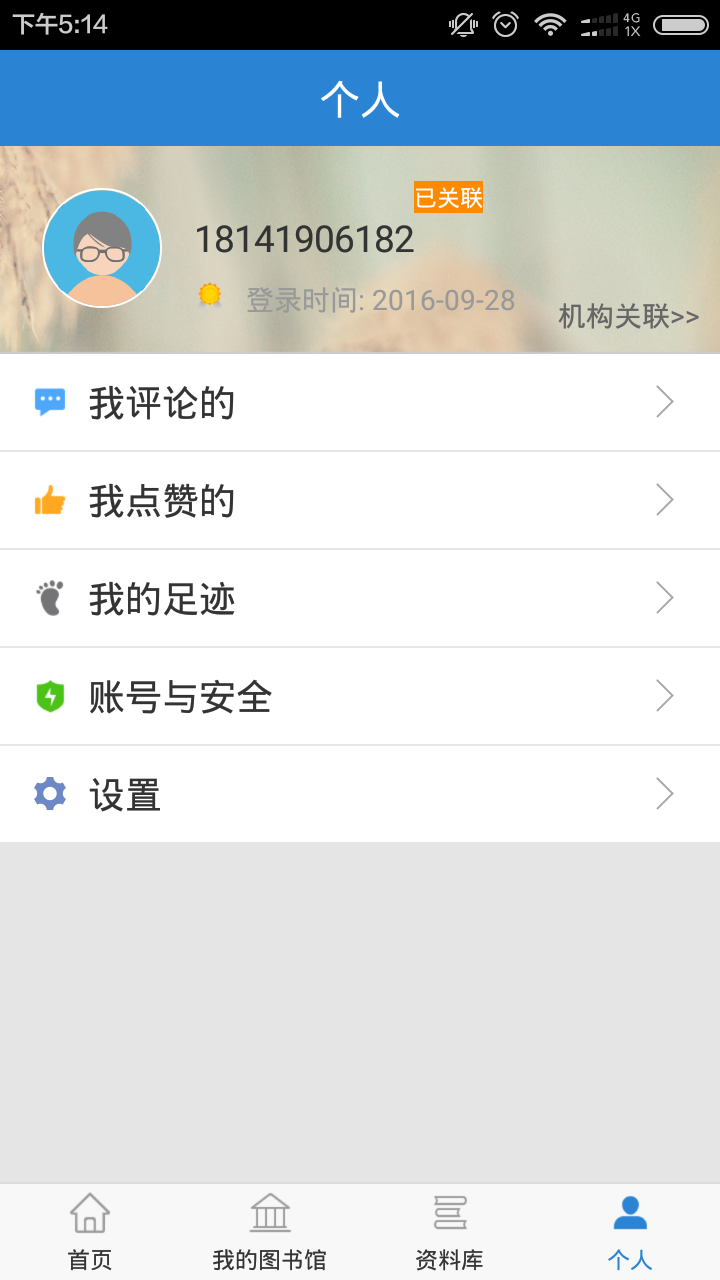 下午5:14
4G
1X
个人
已关联
18141906182
登录时间: 2016-09-28
机构关联>>
我评论的
我点赞的
我的足迹
账号与安全
设置
首页
我的图书馆
资料库
个人